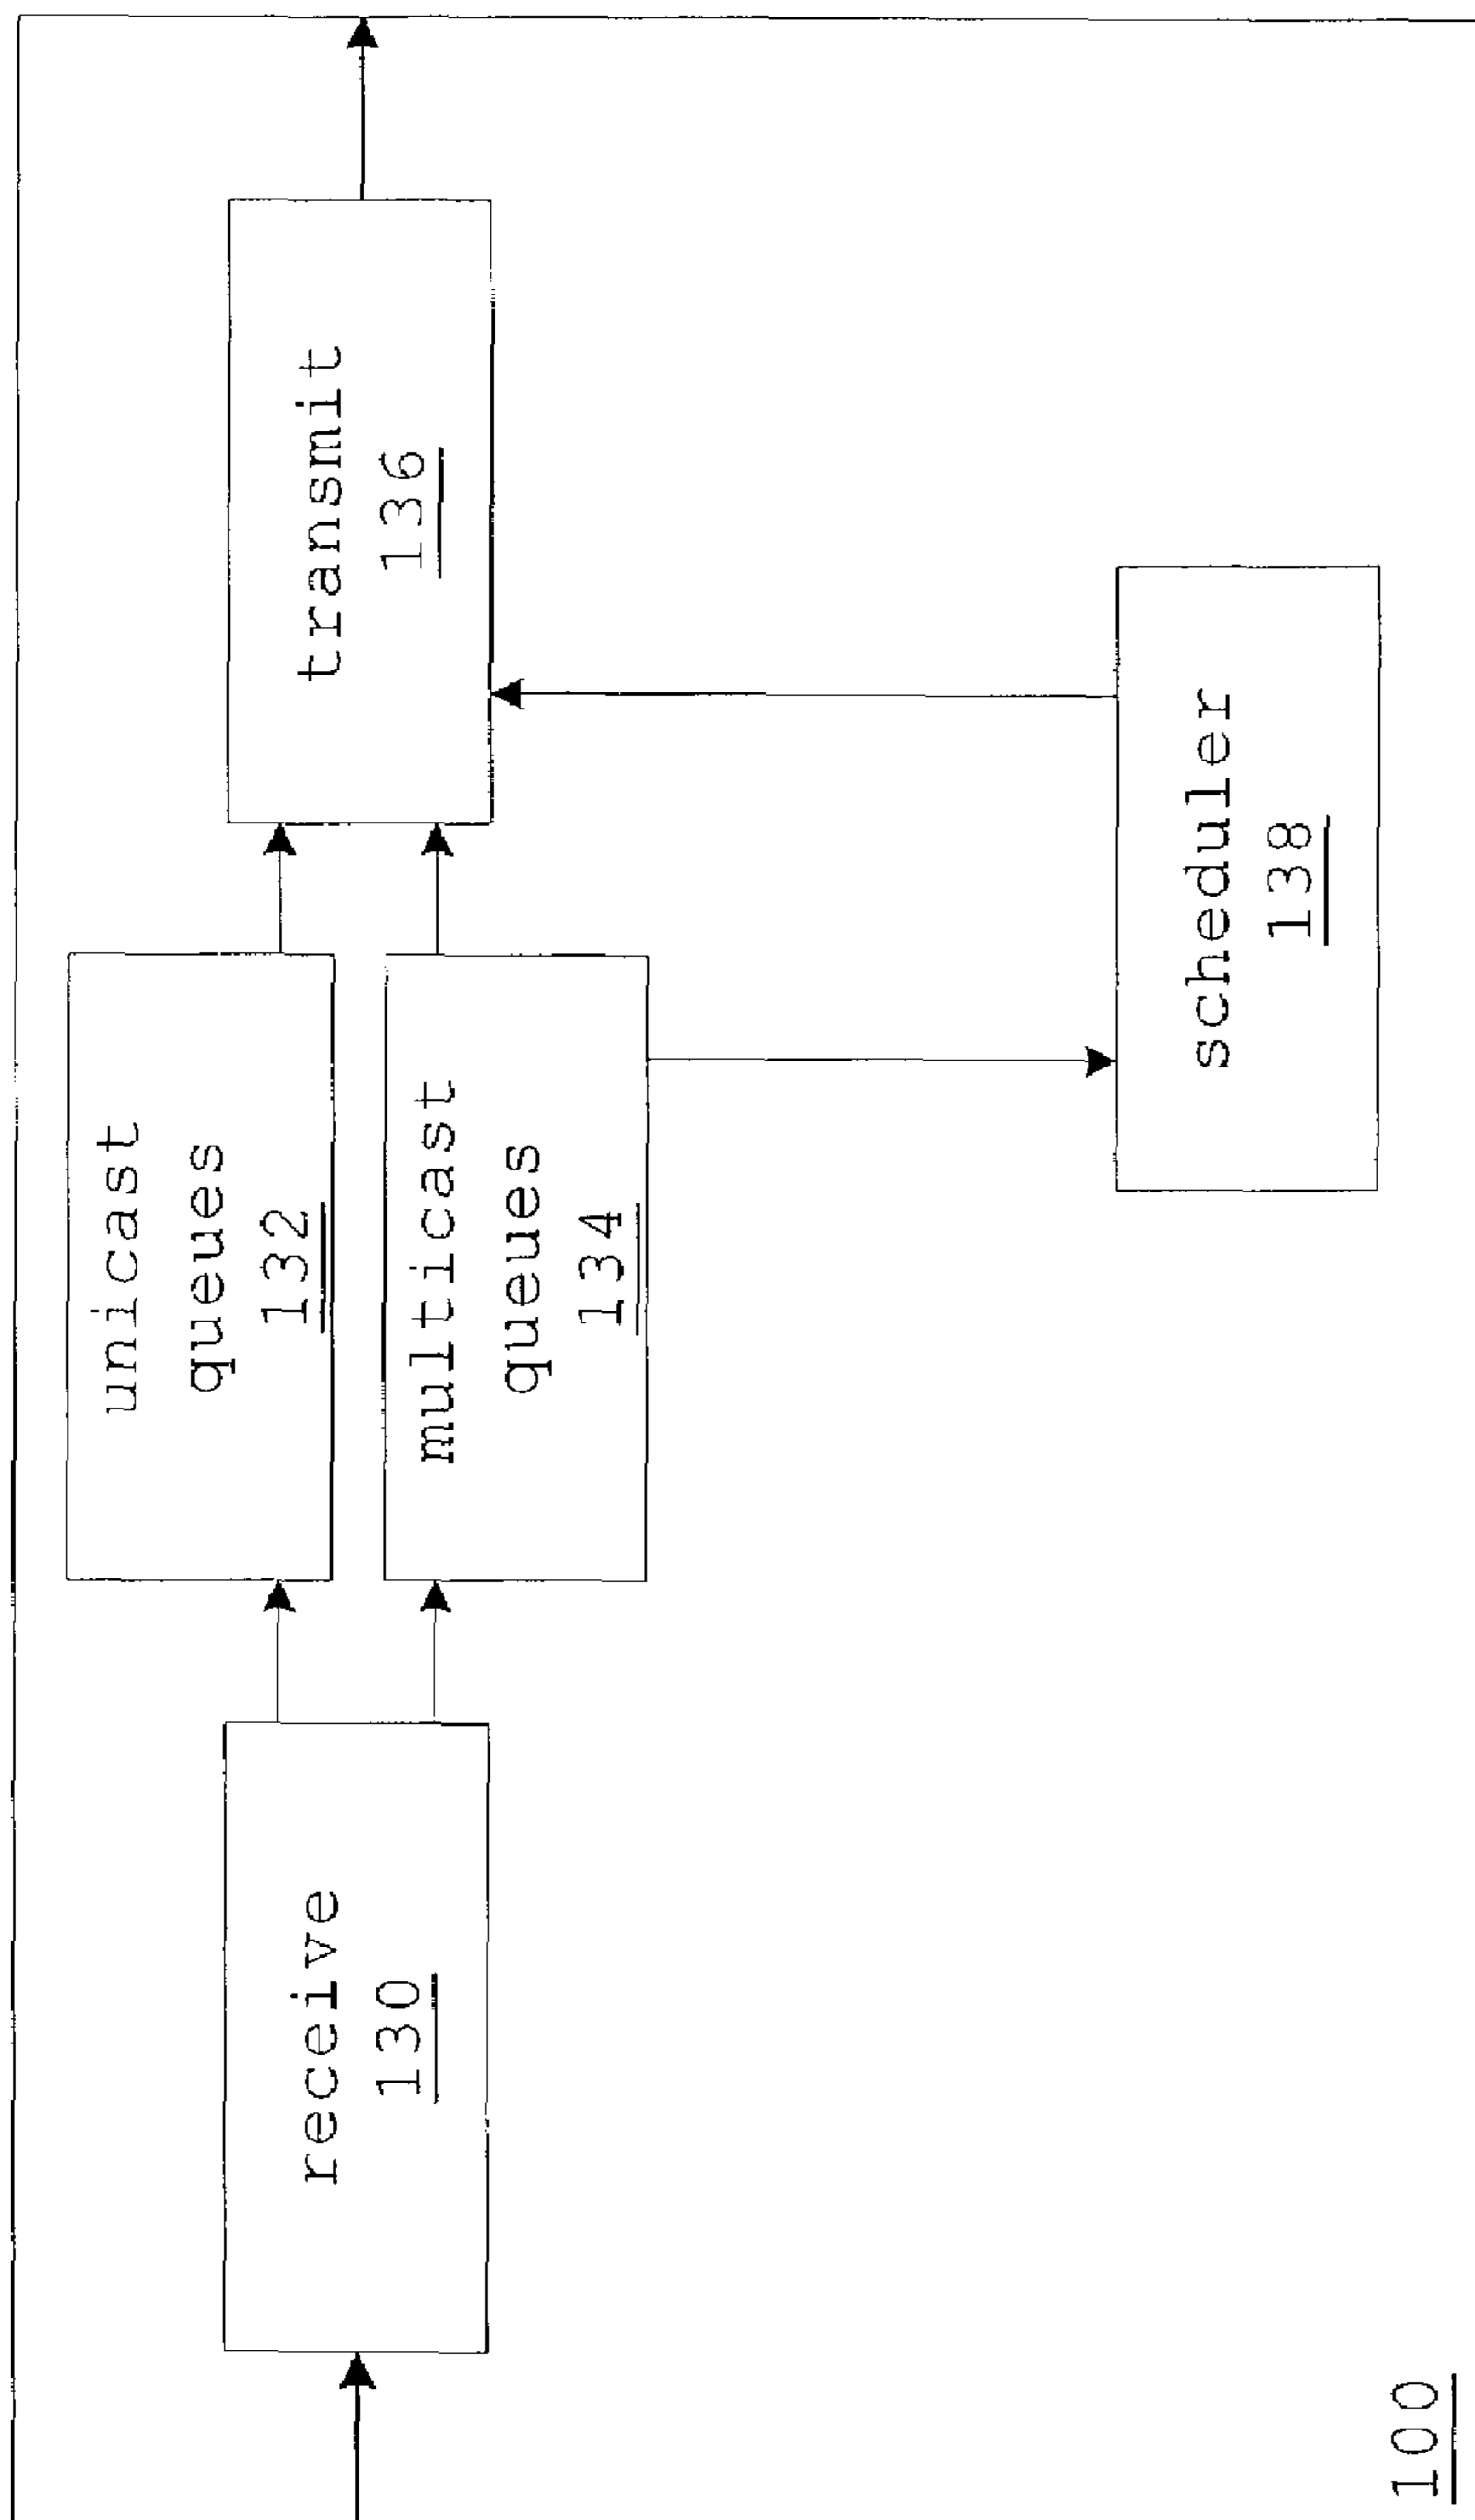 receive
130
unicast
queues
132
multicast
queues
134
transmit
136
scheduler
138
100